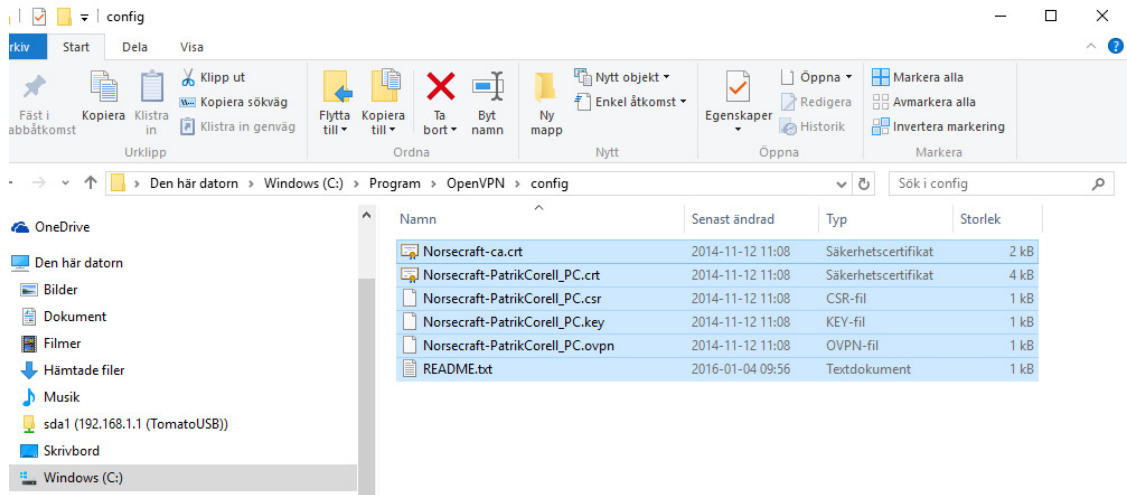 config
rkiv Start Dela Visa
Fäst i
abbåtkomst
Kopiera
Klistra
in
Klipp ut
Kopiera sökväg
Klistra in genväg
Urklipp
Flytta
till
Kopiera
till
Ta
bort
Byt
namn
Ordna
Ny
mapp
Nytt objekt
Enkel åtkomst
Nytt
Egenskaper
Öppna
Redigera
Historik
Öppna
Markera alla
Avmarkera alla
Invertera markering
Markera
Den här datorn > Windows (C:) > Program > OpenVPN > config
Sök i config
OneDrive
Den här datorn
Bilder
Dokument
Filmer
Hämtade filer
Musik
sda1 (192.168.1.1 (TomatoUSB))
Skrivbord
Windows (C:)
Namn Senast ändrad Typ Storlek
Norsecraft-ca.crt 2014-11-12 11:08 Säkerhetscertifikat 2 kB
Norsecraft-PatrikCorell_PC.crt 2014-11-12 11:08 Säkerhetscertifikat 4 kB
Norsecraft-PatrikCorell_PC.csr 2014-11-12 11:08 CSR-fil 1 kB
Norsecraft-PatrikCorell_PC.key 2014-11-12 11:08 KEY-fil 1 kB
Norsecraft-PatrikCorell_PC.ovpn 2014-11-12 11:08 OVPN-fil 1 kB
README.txt 2016-01-04 09:56 Textdokument 1 kB